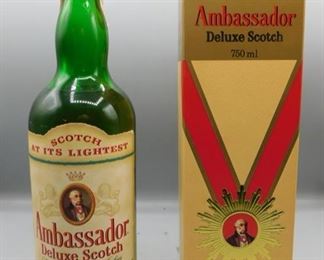 SCOTCH
AT ITS LIGHTEST
Ambassador
Deluxe Scotch
Ambassador
Deluxe Scotch
750 ml